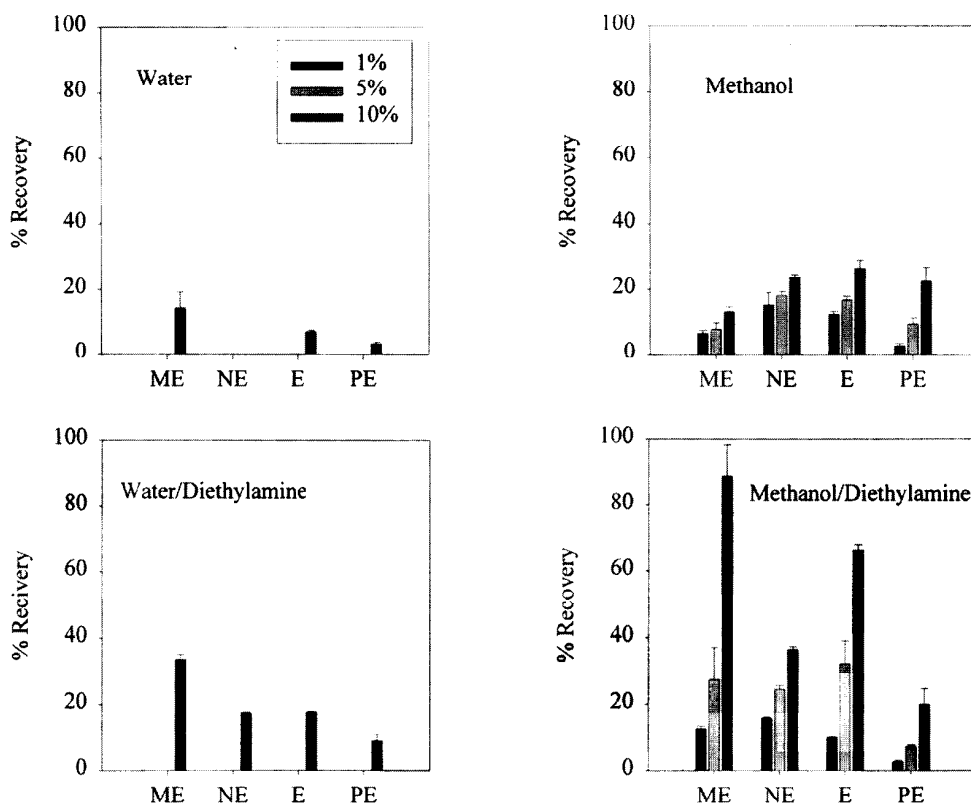 100
80
60
40
20
0
% Recovery
Water
1%
5%
10%
ME NE E PE
100
80
60
40
20
0
% Recovery
Methanol
ME NE E PE
100
80
60
40
20
0
% Recivery
Water/Diethylamine
ME NE E PE
100
80
60
40
20
0
% Recovery
Methanol/Diethylamine
ME NE E PE